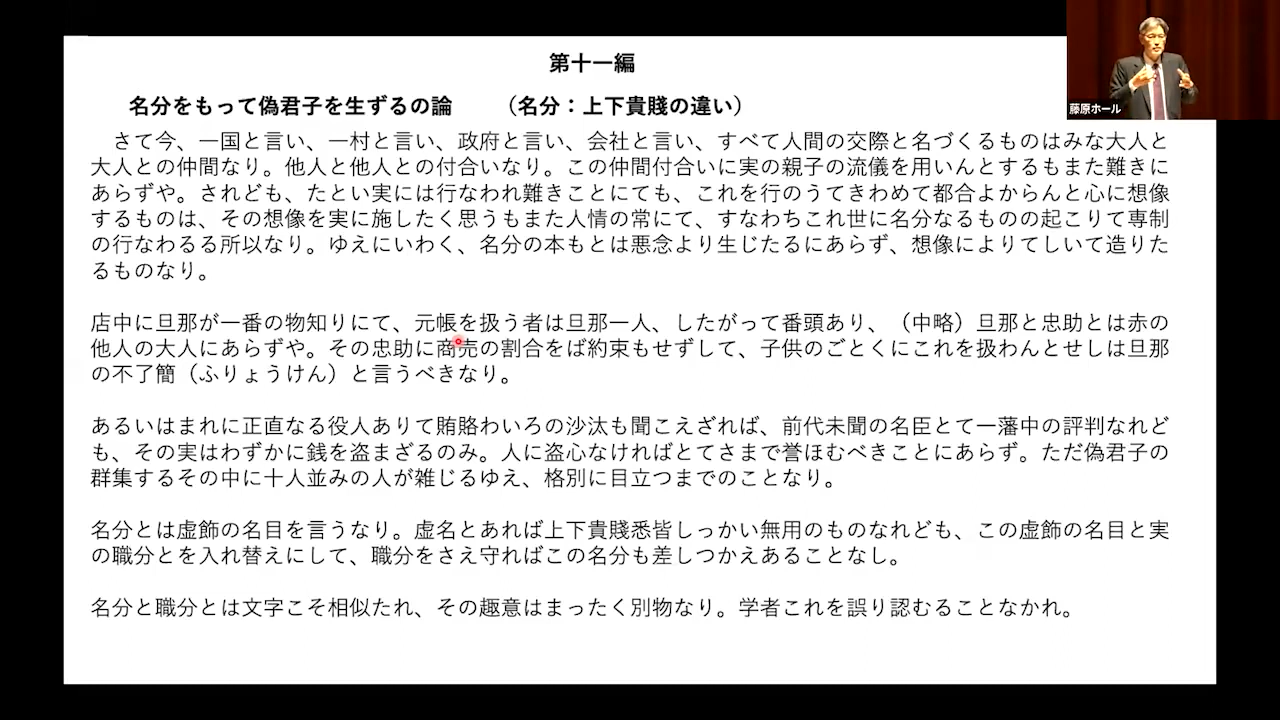 第十一編
藤原ホール
名分をもって偽君子を生ずるの論　　（名分：上下貴賤の違い）
　さて今、一国と言い、一村と言い、政府と言い、会社と言い、すべて人間の交際と名づくるものはみな大人と
大人との仲間なり。他人と他人との付合いなり。この仲間付合いに実の親子の流儀を用いんとするもまた難きに
あらずや。されども、たとい実には行なわれ難きことにても、これを行のうてきわめて都合よからんと心に想像
するものは、その想像を実に施したく思うもまた人情の常にて、すなわちこれ世に名分なるものの起こりて専制
の行なわるる所以なり。ゆえにいわく、名分の本もとは悪念より生じたるにあらず、想像によりてしいて造りた
るものなり。
店中に旦那が一番の物知りにて、元帳を扱う者は旦那一人、したがって番頭あり、（中略）旦那と忠助とは赤の
他人の大人にあらずや。その忠助に商売の割合をば約束もせずして、子供のごとくにこれを扱わんとせしは旦那
の不了簡（ふりょうけん）と言うべきなり。
あるいはまれに正直なる役人ありて賄賂わいろの沙汰も聞こえざれば、前代未聞の名臣とて一藩中の評判なれど
も、その実はわずかに銭を盗まざるのみ。人に盗心なければとてさまで誉ほむべきことにあらず。ただ偽君子の
群集するその中に十人並みの人が雑じるゆえ、格別に目立つまでのことなり。
名分とは虚飾の名目を言うなり。虚名とあれば上下貴賤悉皆しっかい無用のものなれども、この虚飾の名目と実
の職分とを入れ替えにして、職分をさえ守ればこの名分も差しつかえあることなし。
名分と職分とは文字こそ相似たれ、その趣意はまったく別物なり。学者これを誤り認むることなかれ。